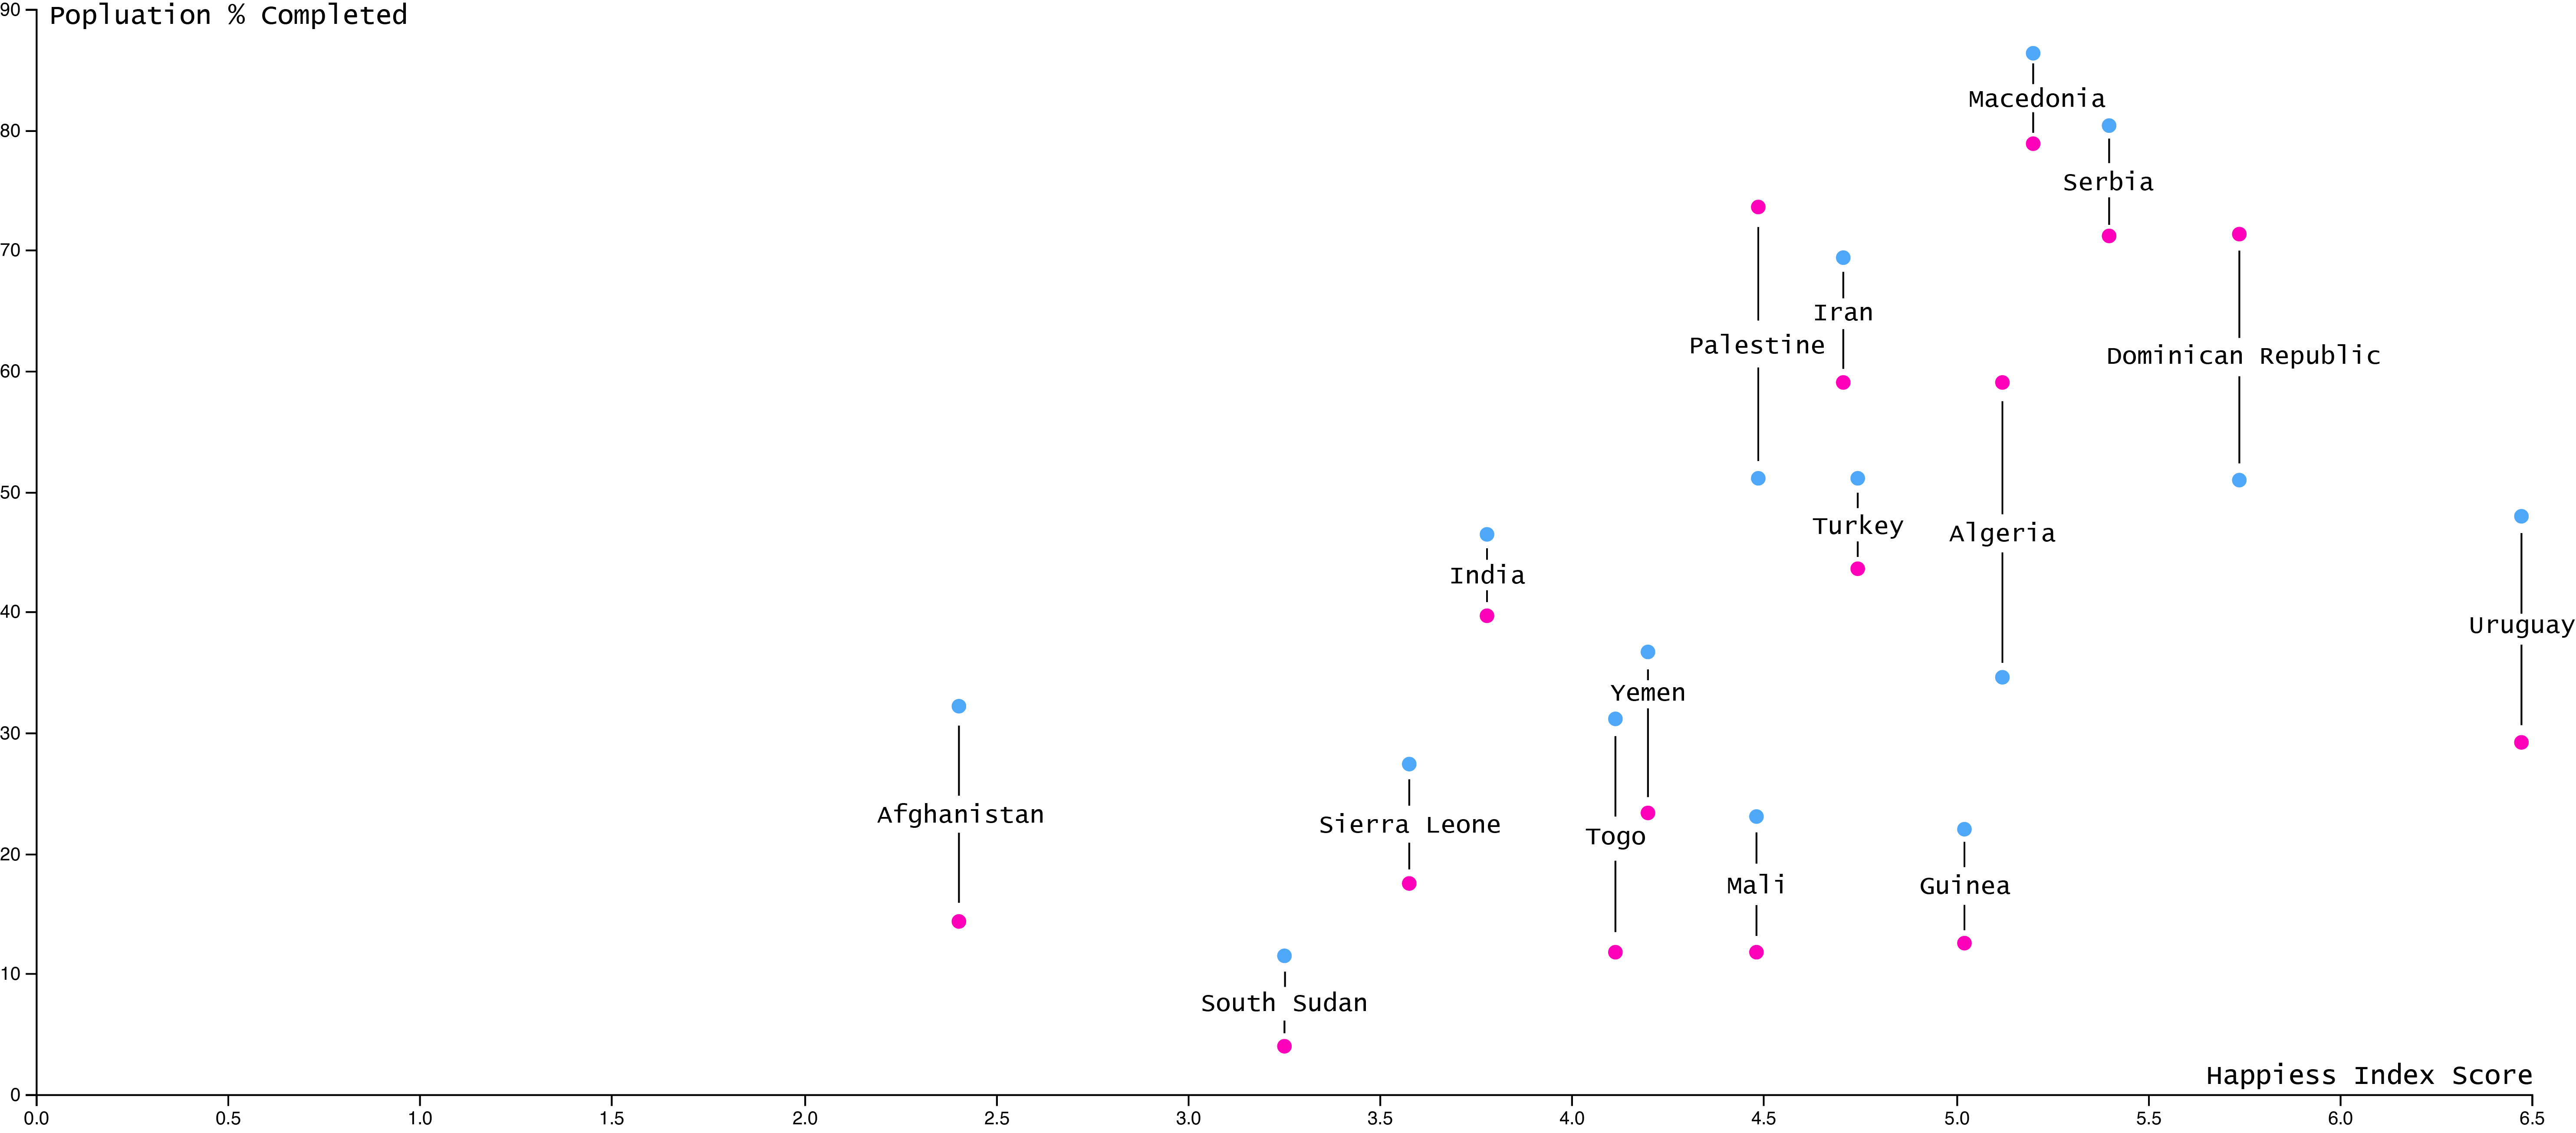 90
Popluation % Completed
Macedonia
80
Serbia
70
Iran
Palestine
Dominican Republic
60
50
Turkey
Algeria
India
40
Uruguay
Yemen
30
Afghanistan
Sierra Leone
Togo
20
Mali
Guinea
10
South Sudan
Happiess Index Score
0
0.0 0.5 1.0 1.5 2.0 2.5 3.0 3.5 4.0 4.5 5.0 5.5 6.0 6.5